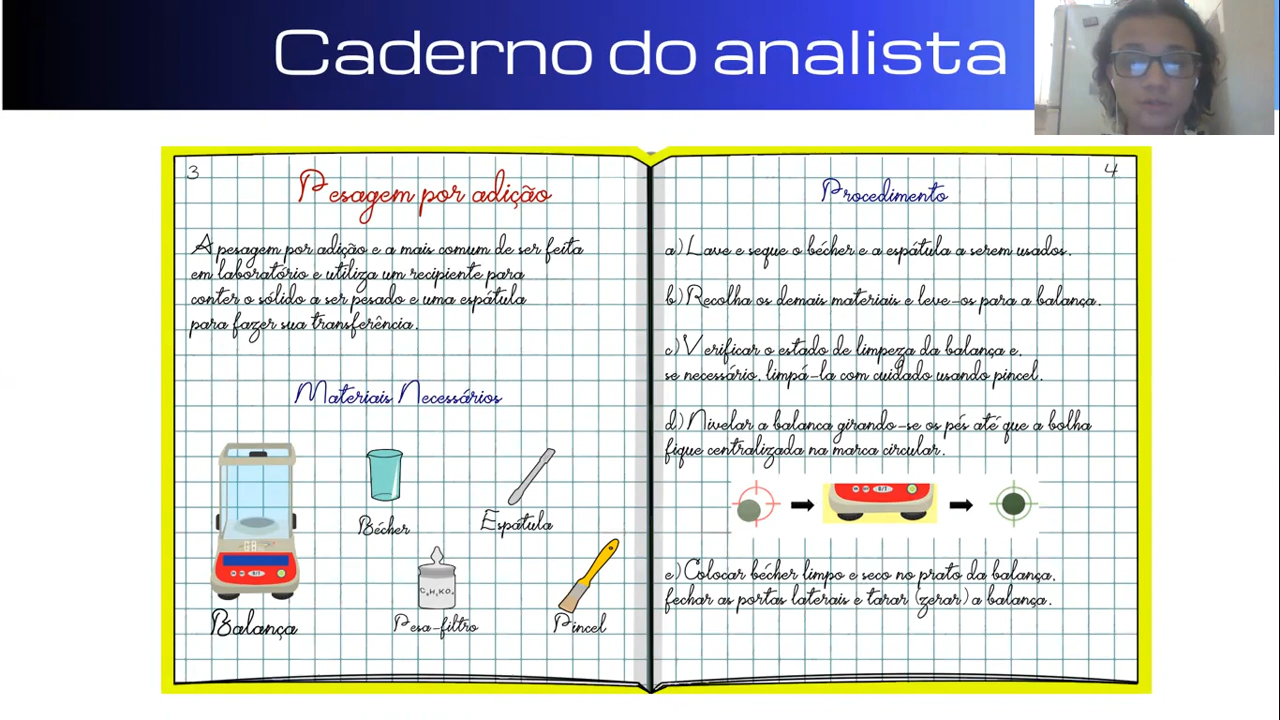 Caderno do analista
3
Pesagem por adição
A pesagem por adição e a mais comum de ser feita
em laboratório e utiliza um recipiente para
conter o sólido a ser pesado e uma espátula
para fazer sua transferência.
Materiais Necessários
Bécher
Espátula
Balança
Pesa-filtro
Pincel
4
Procedimento
a) Lave e seque o bécher e a espátula a serem usados.
b) Recolha os demais materiais e leve-os para a balança.
c) Verificar o estado de limpeza da balança e,
se necessário, limpá-la com cuidado usando pincel.
d) Nivelar a balanca girando-se os pés até que a bolha
fique centralizada na marca circular.
e) Colocar bécher limpo e seco no prato da balança,
fechar as portas laterais e tarar (zerar) a balança.